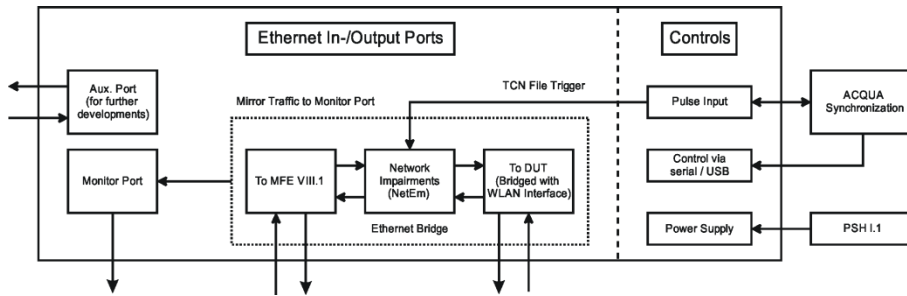 Ethernet In-/Output Ports
Controls
Aux. Port
(for further
developments)
Mirror Traffic to Monitor Port
TCN File Trigger
Pulse Input
ACQUA
Synchronization
Monitor Port
To MFE VIII.1
Network
Impairments
(NetEm)
To DUT
(Bridged with
WLAN Interface)
Control via
serial / USB
Ethernet Bridge
Power Supply
PSH I.1